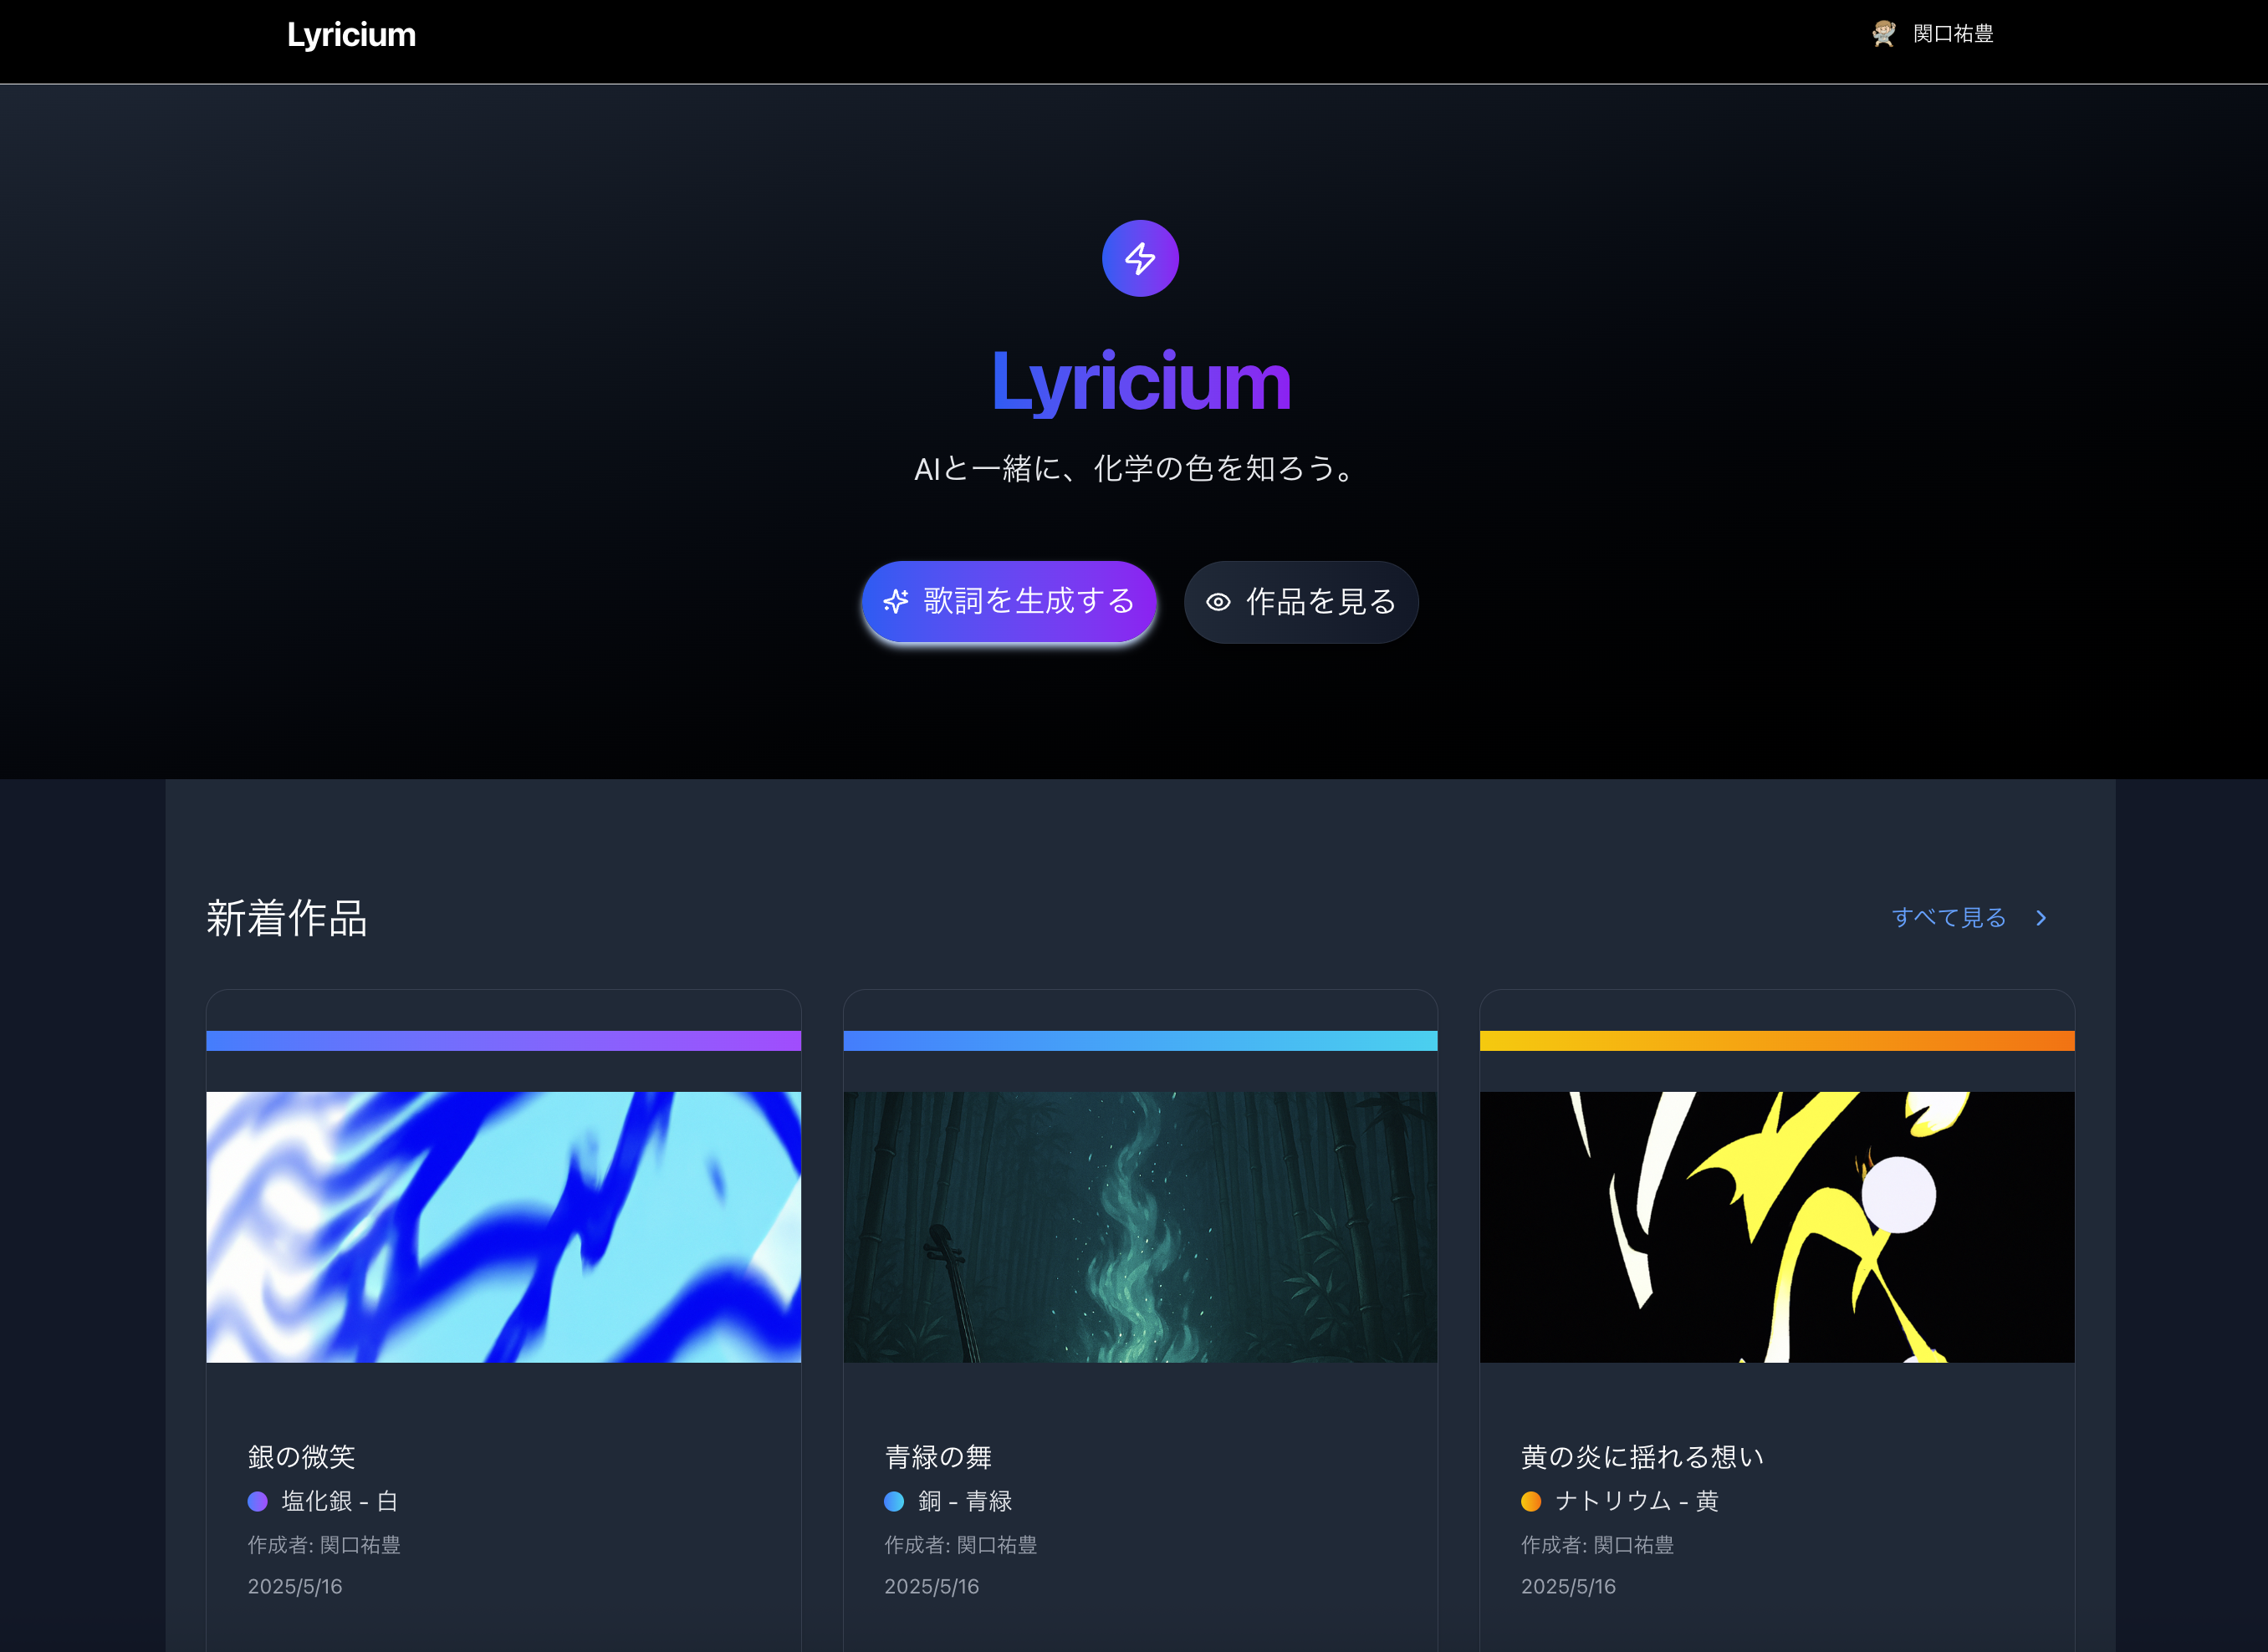 Lyricium
関口祐豊
Lyricium
AIと一緒に、化学の色を知ろう。
歌詞を生成する
作品を見る
新着作品
すべて見る
銀の微笑
塩化銀 - 白
作成者: 関口祐豊
2025/5/16
青緑の舞
銅 - 青緑
作成者: 関口祐豊
2025/5/16
黄の炎に揺れる想い
ナトリウム - 黄
作成者: 関口祐豊
2025/5/16